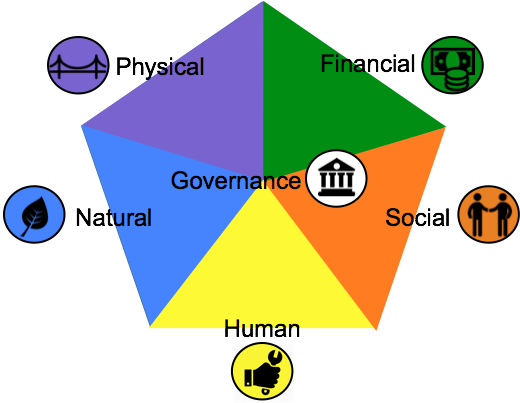 Physical
Financial
Governance
Natural
Social
Human